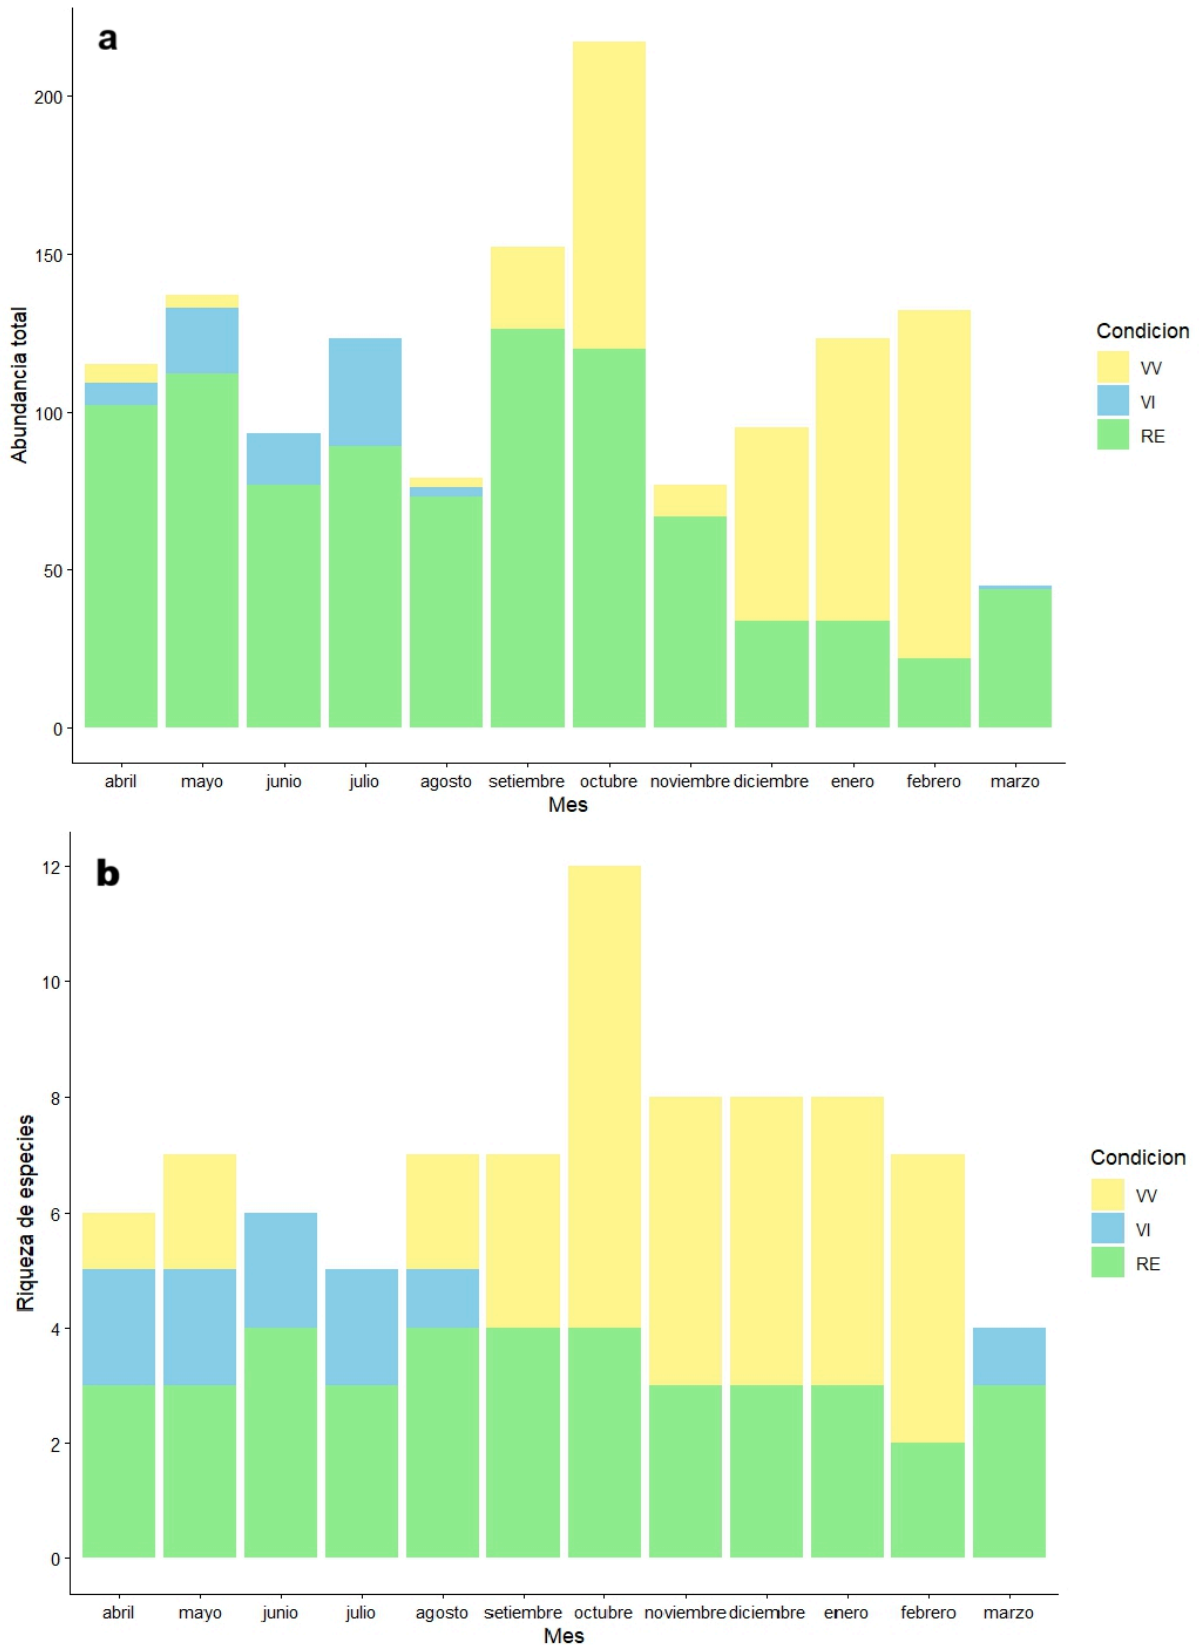 a
200
150
100
50
0
Abundancia total
abril mayo junio julio agosto setiembre octubre noviembre diciembre enero febrero marzo
Mes
Condicion
VV
VI
RE
b
12
10
8
6
4
2
0
Riqueza de especies
abril mayo junio julio agosto setiembre octubre noviembre diciembre enero febrero marzo
Mes
Condicion
VV
VI
RE